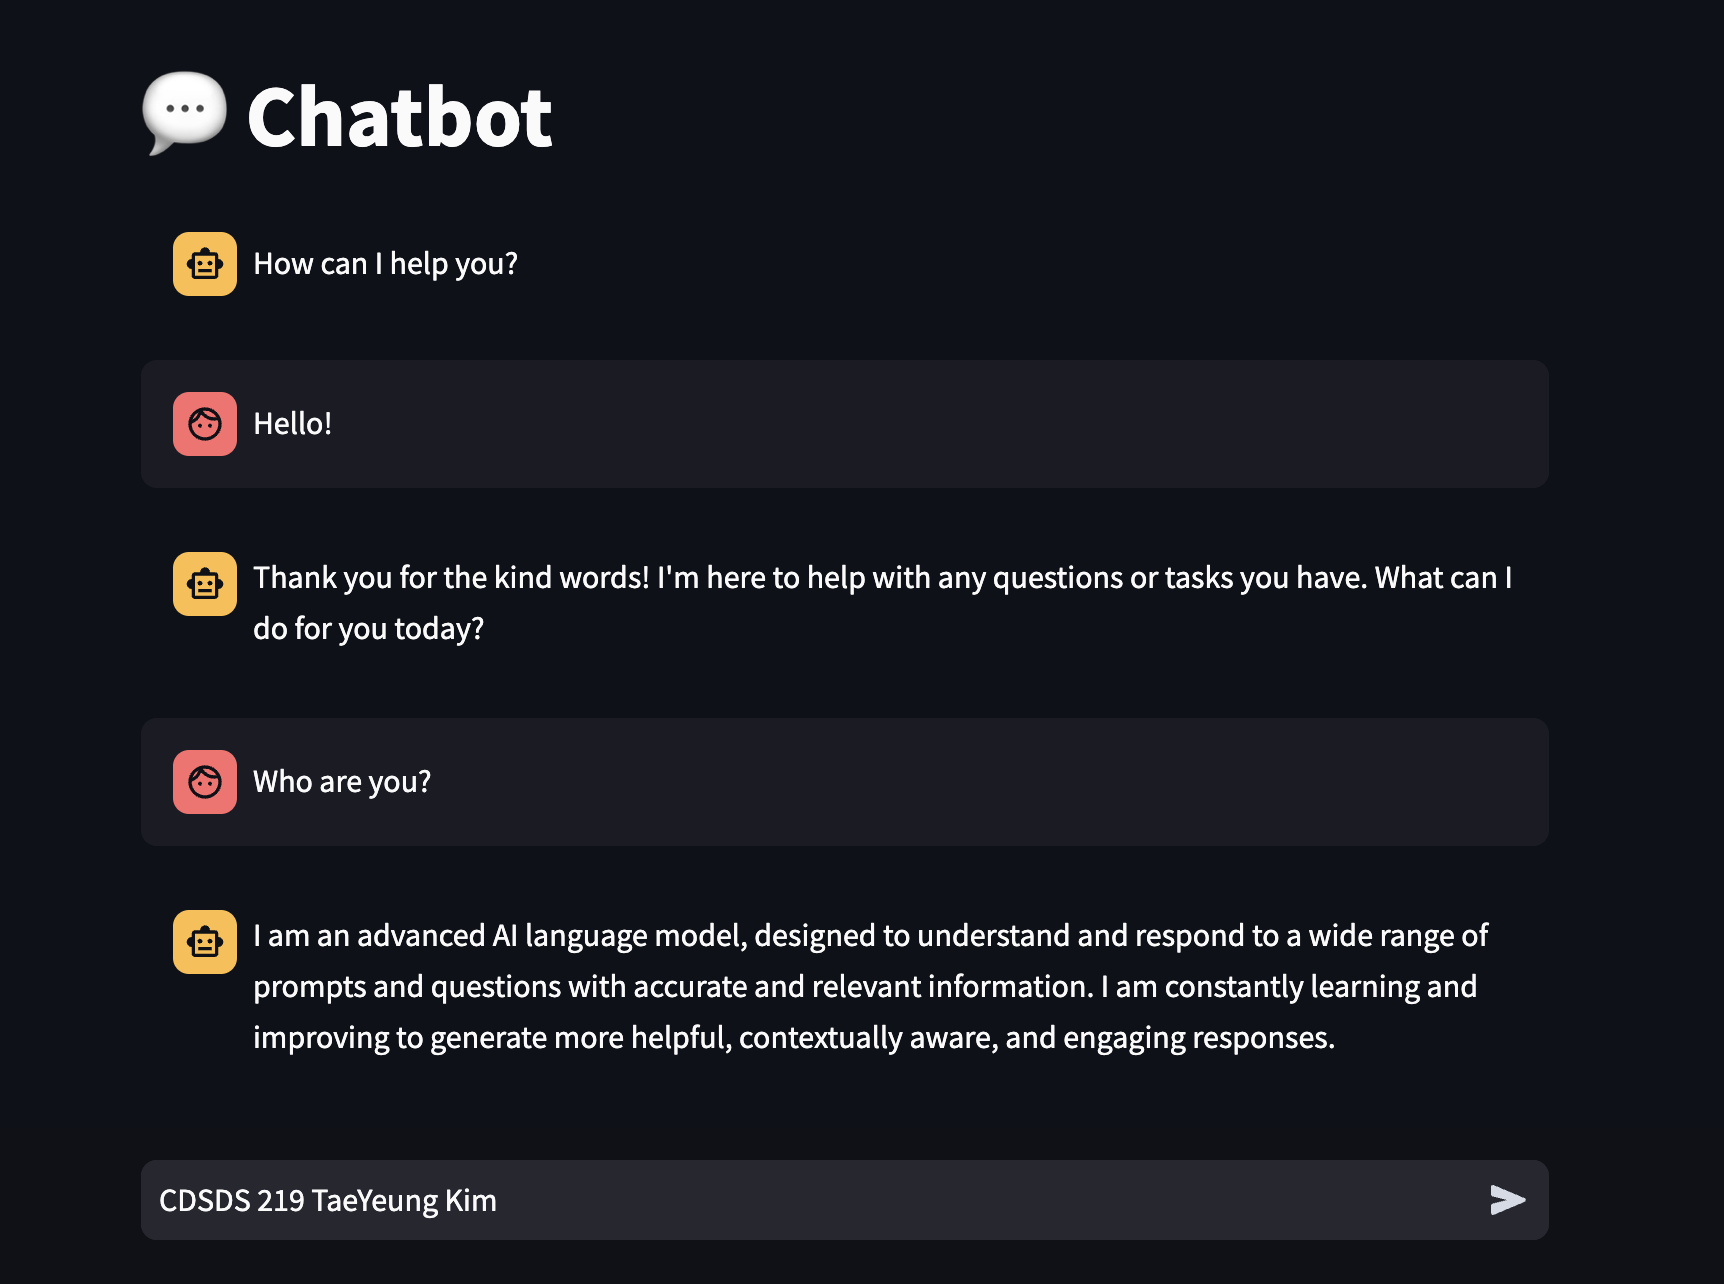 Chatbot
How can I help you?
Hello!
Thank you for the kind words! I'm here to help with any questions or tasks you have. What can I
do for you today?
Who are you?
I am an advanced AI language model, designed to understand and respond to a wide range of
prompts and questions with accurate and relevant information. I am constantly learning and
improving to generate more helpful, contextually aware, and engaging responses.
CDSDS 219 TaeYeung Kim